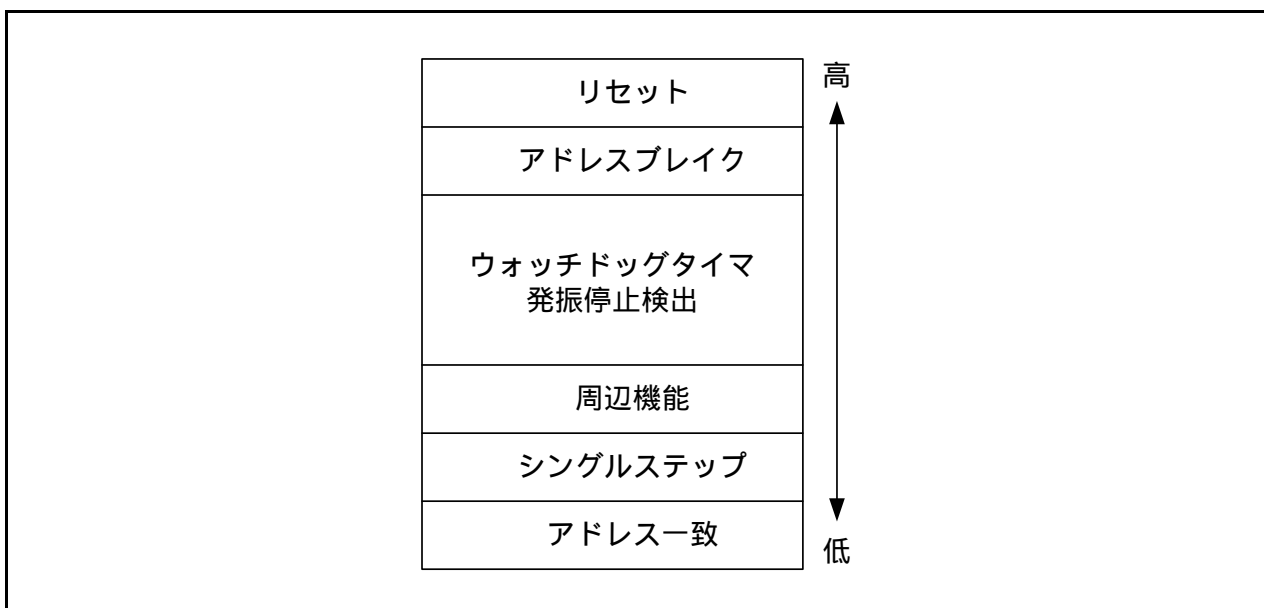 リセット
高
アドレスブレイク
ウォッチドッグタイマ
発振停止検出
周辺機能
シングルステップ
アドレス一致
低